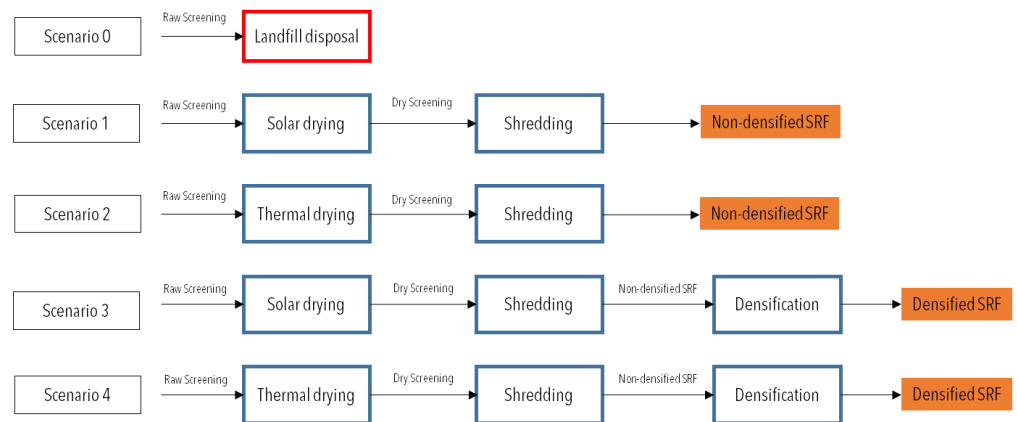 Scenario 0
Raw Screening
Landfill disposal
Scenario 1
Raw Screening
Solar drying
Dry Screening
Shredding
Non-densified SRF
Scenario 2
Raw Screening
Thermal drying
Dry Screening
Shredding
Non-densified SRF
Scenario 3
Raw Screening
Solar drying
Dry Screening
Shredding
Non-densified SRF
Densification
Densified SRF
Scenario 4
Raw Screening
Thermal drying
Dry Screening
Shredding
Non-densified SRF
Densification
Densified SRF